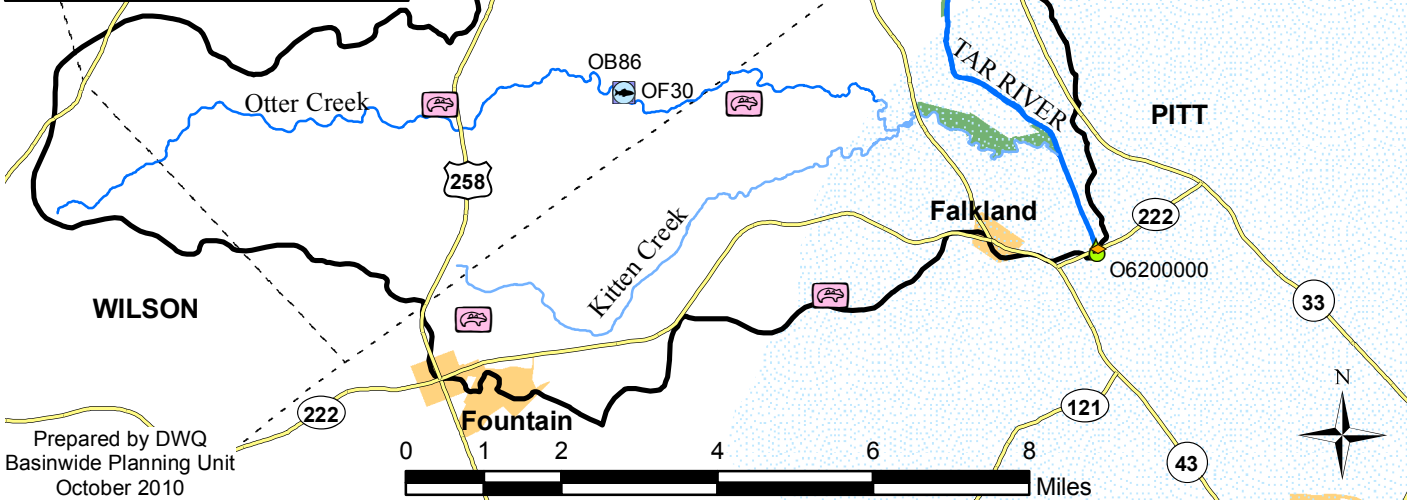 OB86
OF30
Otter Creek
TAR RIVER
PITT
258
Falkland
222
Kitten Creek
O6200000
WILSON
33
N
222
Fountain
121
43
Prepared by DWQ
Basinwide Planning Unit
October 2010
0 1 2 4 6 8
Miles